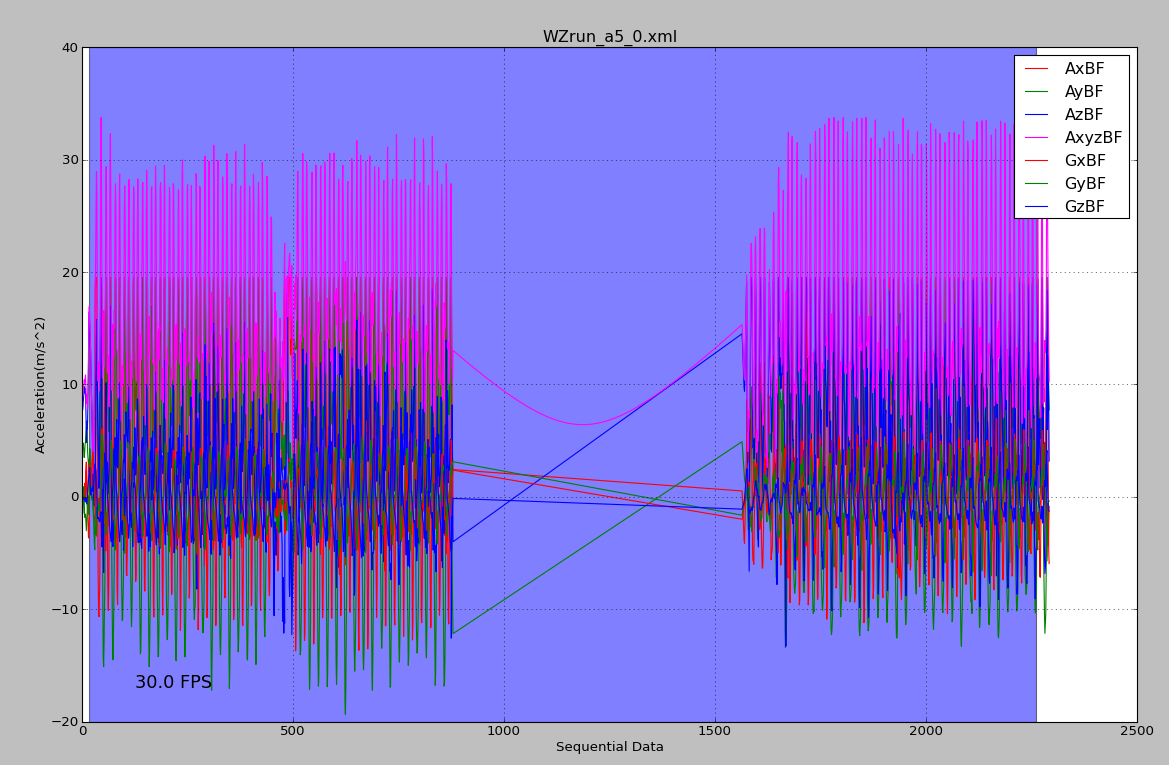 WZrun_a5_0.xml
40
30
20
10
0
−10
−20
Acceleration(m/s^2)
AxBF
AyBF
AzBF
AxyzBF
GxBF
GyBF
GzBF
30.0 FPS
0 500 1000 1500 2000 2500
Sequential Data